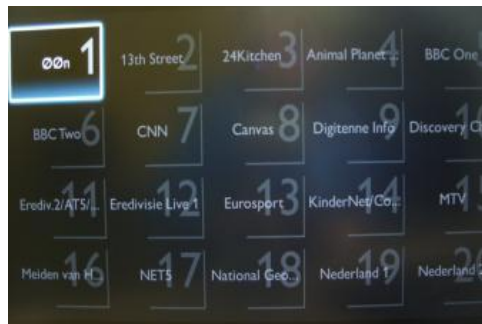 ØØn 1
13th Street 2
24Kitchen 3
Animal Planet ... 4
BBC One
BBC Two 6
CNN 7
Canvas 8
Digitenne Info 9
Discovery
Erediv.2/AT5/... 11
Eredivisie Live 1 12
Eurosport 13
KinderNet/Co... 14
MTV
Meiden van H... 16
NET5 17
National Geo... 18
Nederland 1 19
Nederland